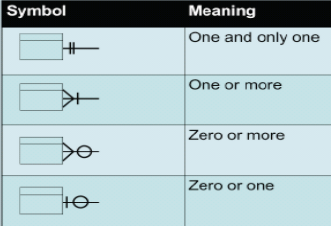 Symbol Meaning
One and only one
One or more
Zero or more
Zero or one